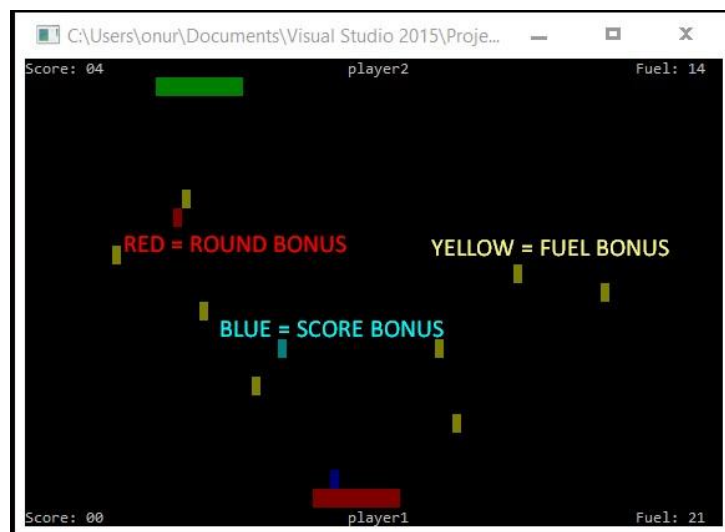 C:\Users\onur\Documents\Visual Studio 2015\Proje...
Score: 04 player2 Fuel: 14
RED = ROUND BONUS
YELLOW = FUEL BONUS
BLUE = SCORE BONUS
Score: 00 player1 Fuel: 21